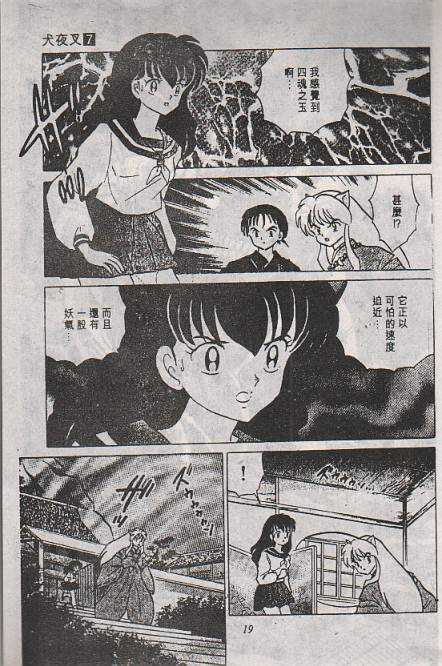 犬夜叉7
我感覺到
四魂之玉
啊…
甚麼!?
它正以
可怕的速度
迫近…
而且
還有
一股
妖氣…
!
19